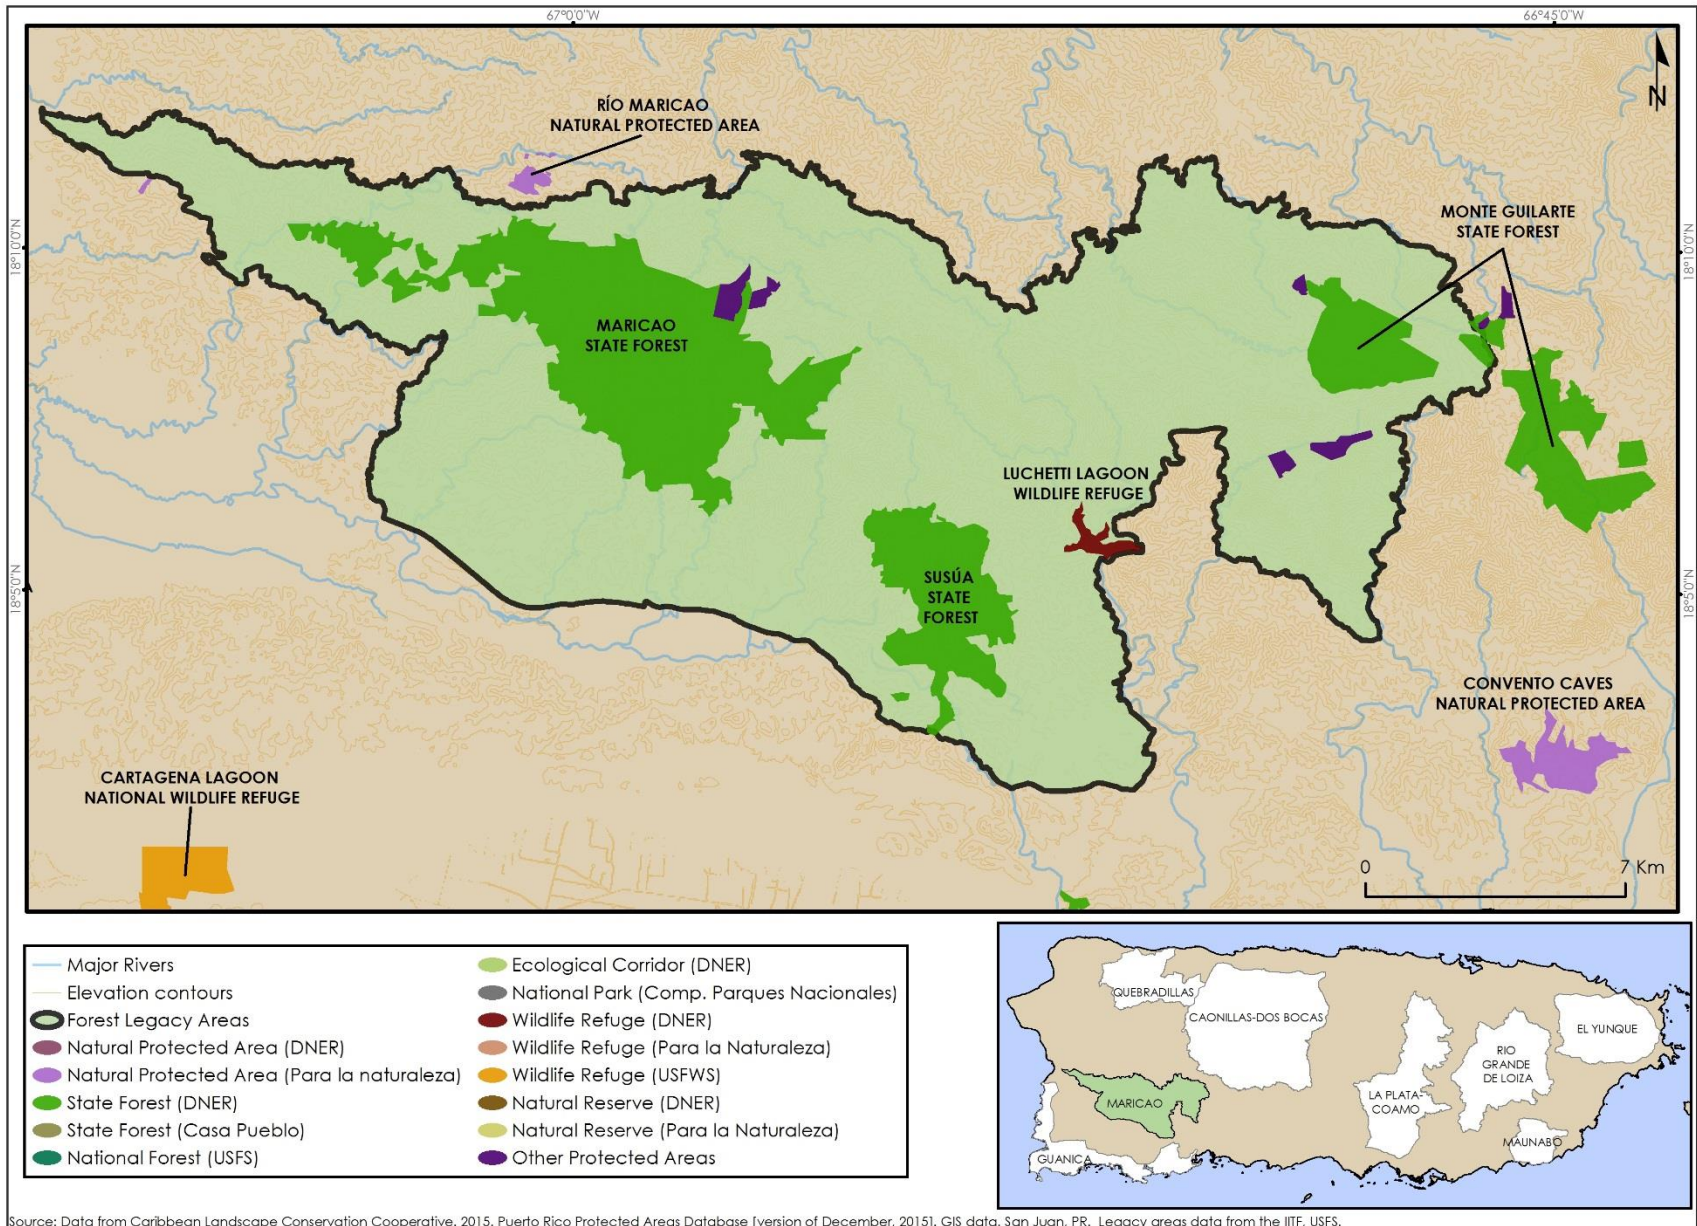 67°0'0"W
66°45'0"W
N
RÍO MARICAO
NATURAL PROTECTED AREA
MONTE GUILARTE
STATE FOREST
18°10'0"N
18°10'0"N
MARICAO
STATE FOREST
LUCHETTI LAGOON
WILDLIFE REFUGE
SUSÚA
STATE
FOREST
18°5'0"N
18°5'0"N
CONVENTO CAVES
NATURAL PROTECTED AREA
CARTAGENA LAGOON
NATIONAL WILDLIFE REFUGE
0
7 Km
Major Rivers
Elevation contours
Forest Legacy Areas
Natural Protected Area (DNER)
Natural Protected Area (Para la naturaleza)
State Forest (DNER)
State Forest (Casa Pueblo)
National Forest (USFS)
Ecological Corridor (DNER)
National Park (Comp. Parques Nacionales)
Wildlife Refuge (DNER)
Wildlife Refuge (Para la Naturaleza)
Wildlife Refuge (USFWS)
Natural Reserve (DNER)
Natural Reserve (Para la Naturaleza)
Other Protected Areas
QUEBRADILLAS
CAONILLAS-DOS BOCAS
EL YUNQUE
RIO
GRANDE
DE LOIZA
LA PLATA-
COAMO
MARICAO
MAUNABO
GUANICA
Source: Data from Caribbean Landscape Conservation Cooperative. 2015. Puerto Rico Protected Areas Database [version of December, 2015]. GIS data. San Juan, PR. Legacy areas data from the IITF, USFS.